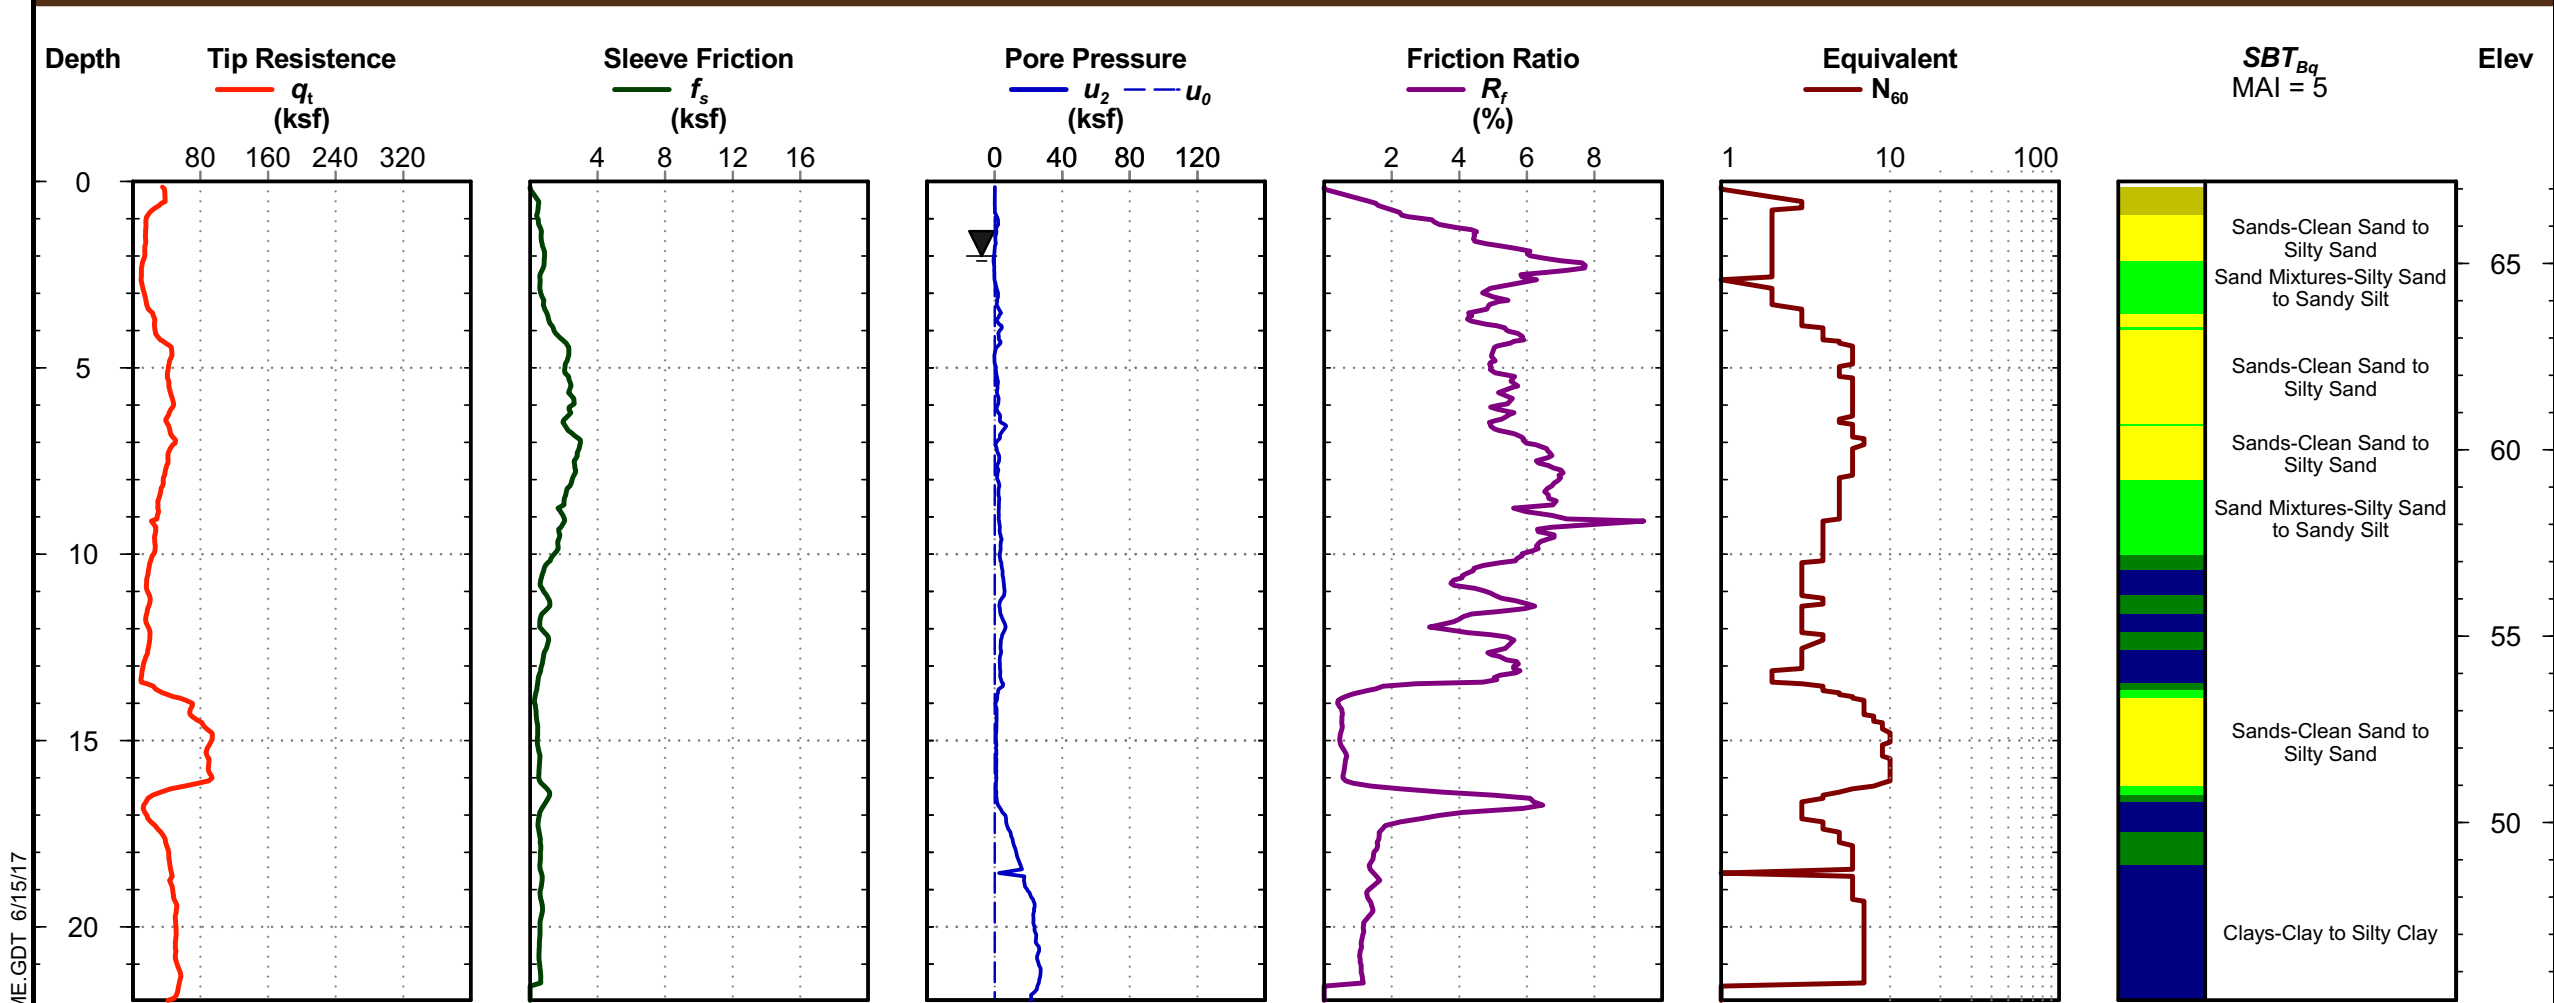 Depth
Tip Resistence
qt
(ksf)
80 160 240 320
Sleeve Friction
fs
(ksf)
4 8 12 16
Pore Pressure
u2 u0
(ksf)
0 40 80 120
Friction Ratio
Rf
(%)
2 4 6 8
Equivalent
N60
1 10 100
SBTBq
MAI = 5
Elev
0
5
10
15
20
Sands-Clean Sand to
Silty Sand
Sand Mixtures-Silty Sand
to Sandy Silt
Sands-Clean Sand to
Silty Sand
Sands-Clean Sand to
Silty Sand
Sand Mixtures-Silty Sand
to Sandy Silt
Sands-Clean Sand to
Silty Sand
Clays-Clay to Silty Clay
65
60
55
50
ME.GDT 6/15/17